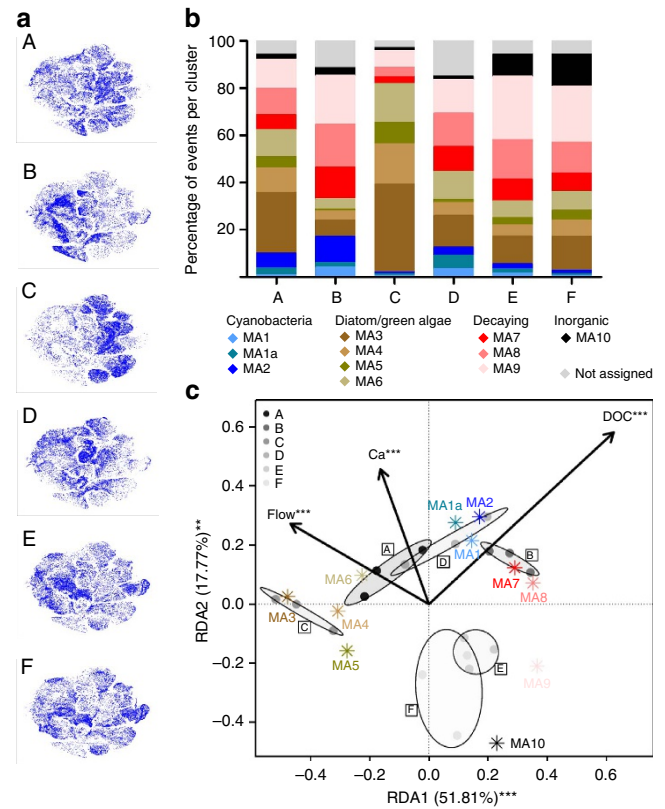 a
A
B
C
D
E
F
b
Percentage of events per cluster
100
80
60
40
20
A B C D E F
Cyanobacteria
MA1
MA1a
MA2
Diatom/green algae
MA3
MA4
MA5
MA6
Decaying
MA7
MA8
MA9
Inorganic
MA10
Not assigned
c
A
B
C
D
E
F
RDA2 (17.77%)**
0.6
0.4
0.2
0.0
−0.2
−0.4
DOC***
Ca***
Flow***
MA1a
MA2
MA1
A
D
B
MA7
MA8
MA6
MA3
MA4
C
MA5
E
MA9
F
MA10
−0.4 −0.2 0.0 0.2 0.4 0.6
RDA1 (51.81%)***